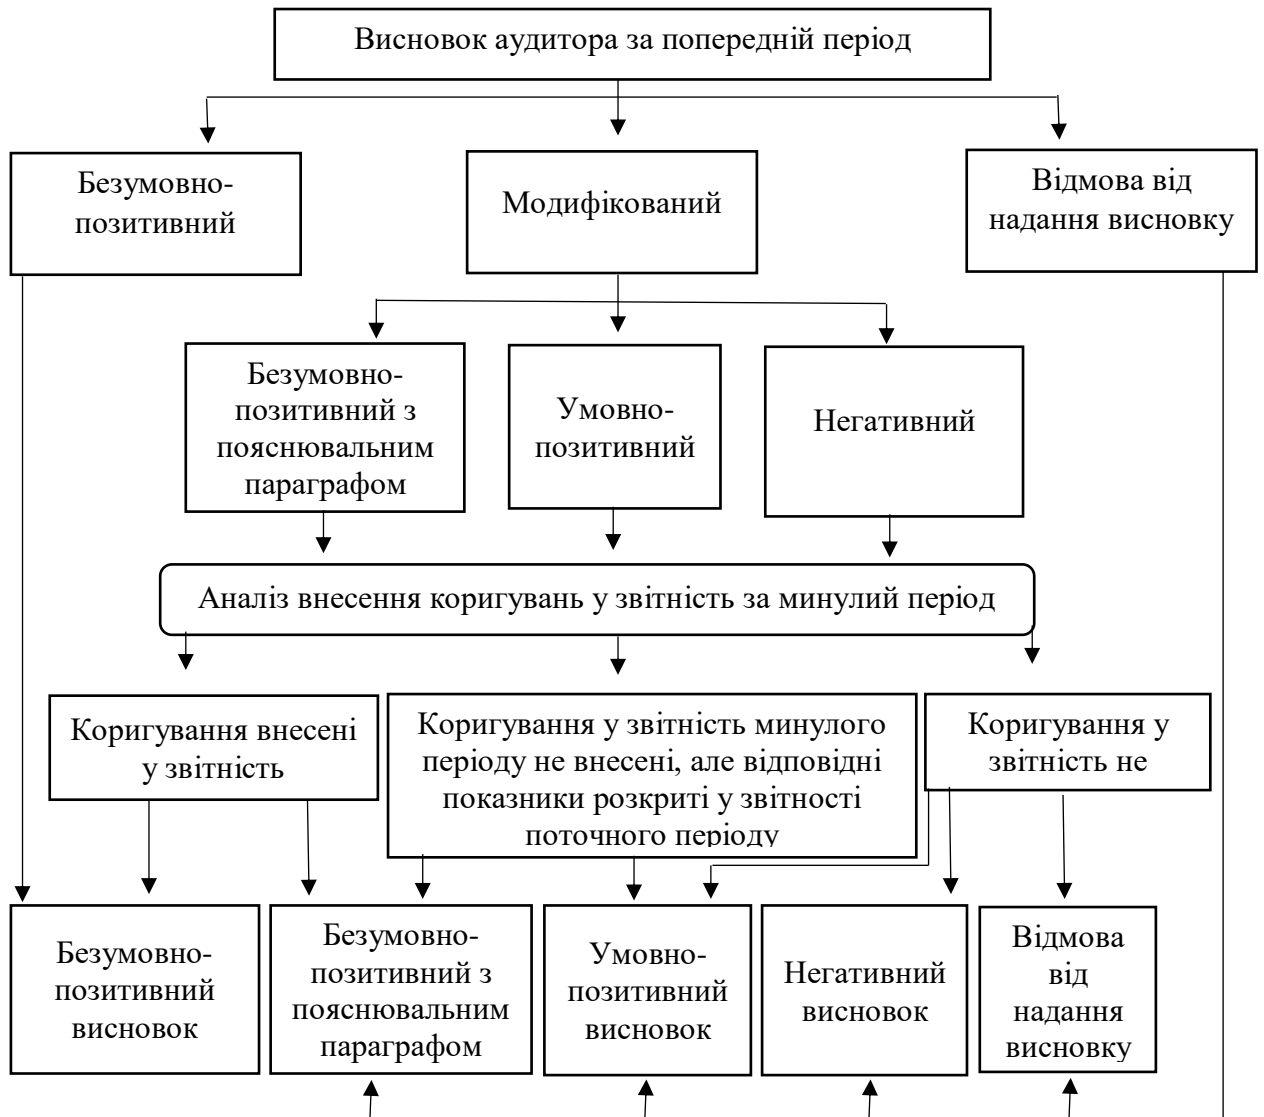 Висновок аудитора за попередній період
Безумовно-
позитивний
Модифікований
Відмова від
надання висновку
Безумовно-
позитивний з
пояснювальним
параграфом
Умовно-
позитивний
Негативний
Аналіз внесення коригувань у звітність за минулий період
Коригування внесені
у звітність
Коригування у звітність минулого
періоду не внесені, але відповідні
показники розкриті у звітності
поточного періоду
Коригування у
звітність не
Безумовно-
позитивний
висновок
Безумовно-
позитивний з
пояснювальним
параграфом
Умовно-
позитивний
висновок
Негативний
висновок
Відмова
від
надання
висновку